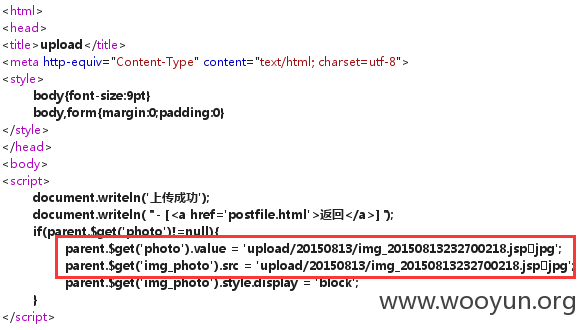 <html>
<head>
<title>upload</title>
<meta http-equiv="Content-Type" content="text/html; charset=utf-8">
<style>
body{font-size:9pt}
body,form{margin:0;padding:0}
</style>
</head>
<body>
<script>
document.writeln('上传成功');
document.writeln( " - [<a href='postfile.html' >返回</a>] ");
if(parent.$get('photo')!=null){
parent.$get('photo').value = 'upload/20150813/img_20150813232700218.jsp▯jpg';
parent.$get('img_photo').src = 'upload/20150813/img_20150813232700218.jsp▯jpg';
parent.$get('img_photo').style.display = 'block';
}
</script>
www.wooyun.org